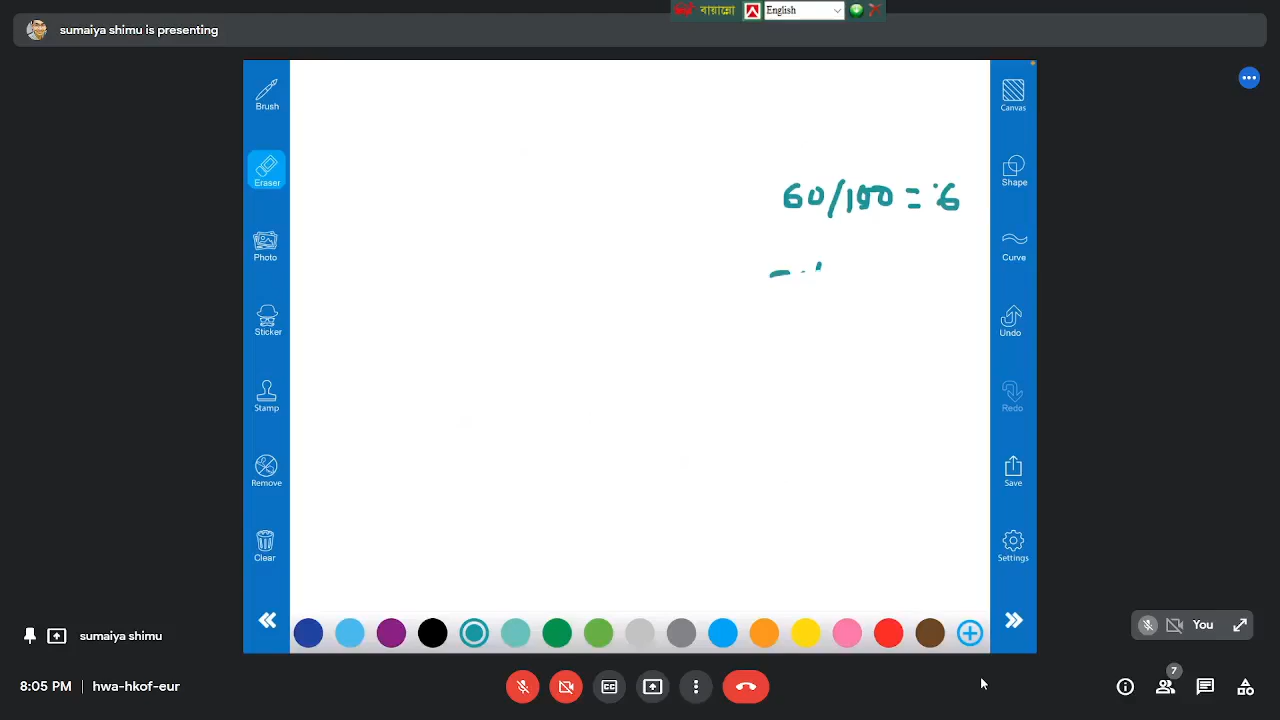 বায়ান্নো
English
sumaiya shimu is presenting
Brush
Eraser
Photo
Sticker
Stamp
Remove
Clear
60/100 = .6
Canvas
Shape
Curve
Undo
Redo
Save
Settings
sumaiya shimu
You
8:05 PM
hwa-hkof-eur
CC
7